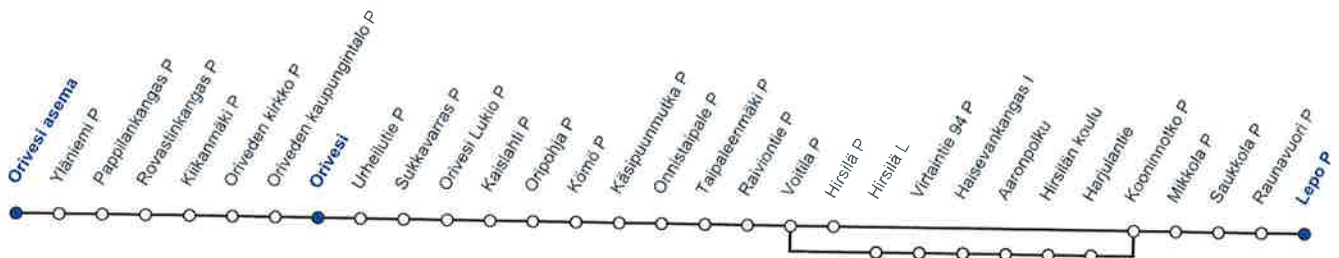 Orivesi asema
Yläniemi P
Pappilankangas P
Rovastinkangas P
Kiikanmäki P
Oriveden kirkko P
Oriveden kaupungintalo P
Orivesi
Urheilutie P
Sukkavarras P
Orivesi Lukio P
Kaislahti P
Oripohja P
Kömö P
Käsipuunmutka P
Onnistaipale P
Taipaleenmäki P
Raiviontie P
Voitila P
Hirsilä P
Hirsilä L
Virtaintie 94 P
Haisevankangas I
Aaronpolku
Hirsilän koulu
Harjulantie
Kooninnotko P
Mikkola P
Saukkola P
Raunavuori P
Lepo P